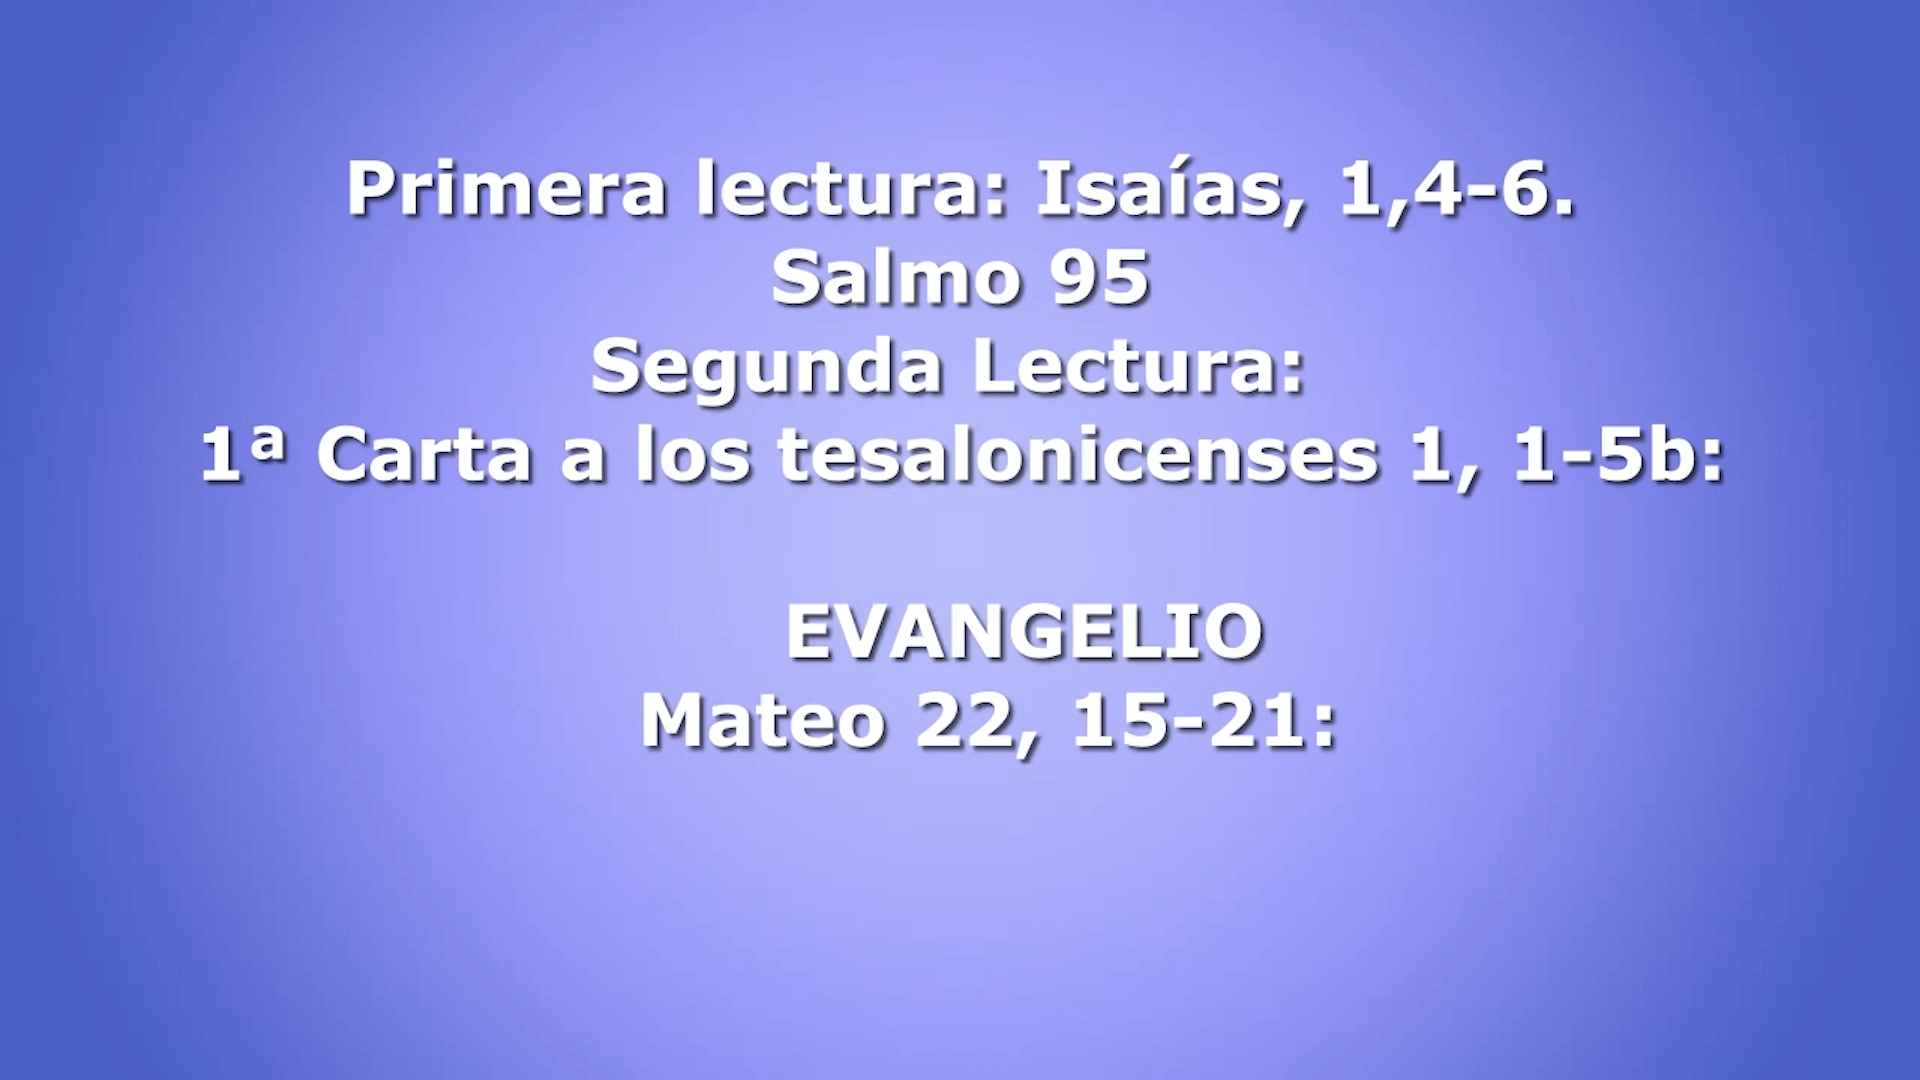 Primera lectura: Isaías, 1,4-6.
Salmo 95
Segunda Lectura:
1ª Carta a los tesalonicenses 1, 1-5b:
EVANGELIO
Mateo 22, 15-21: